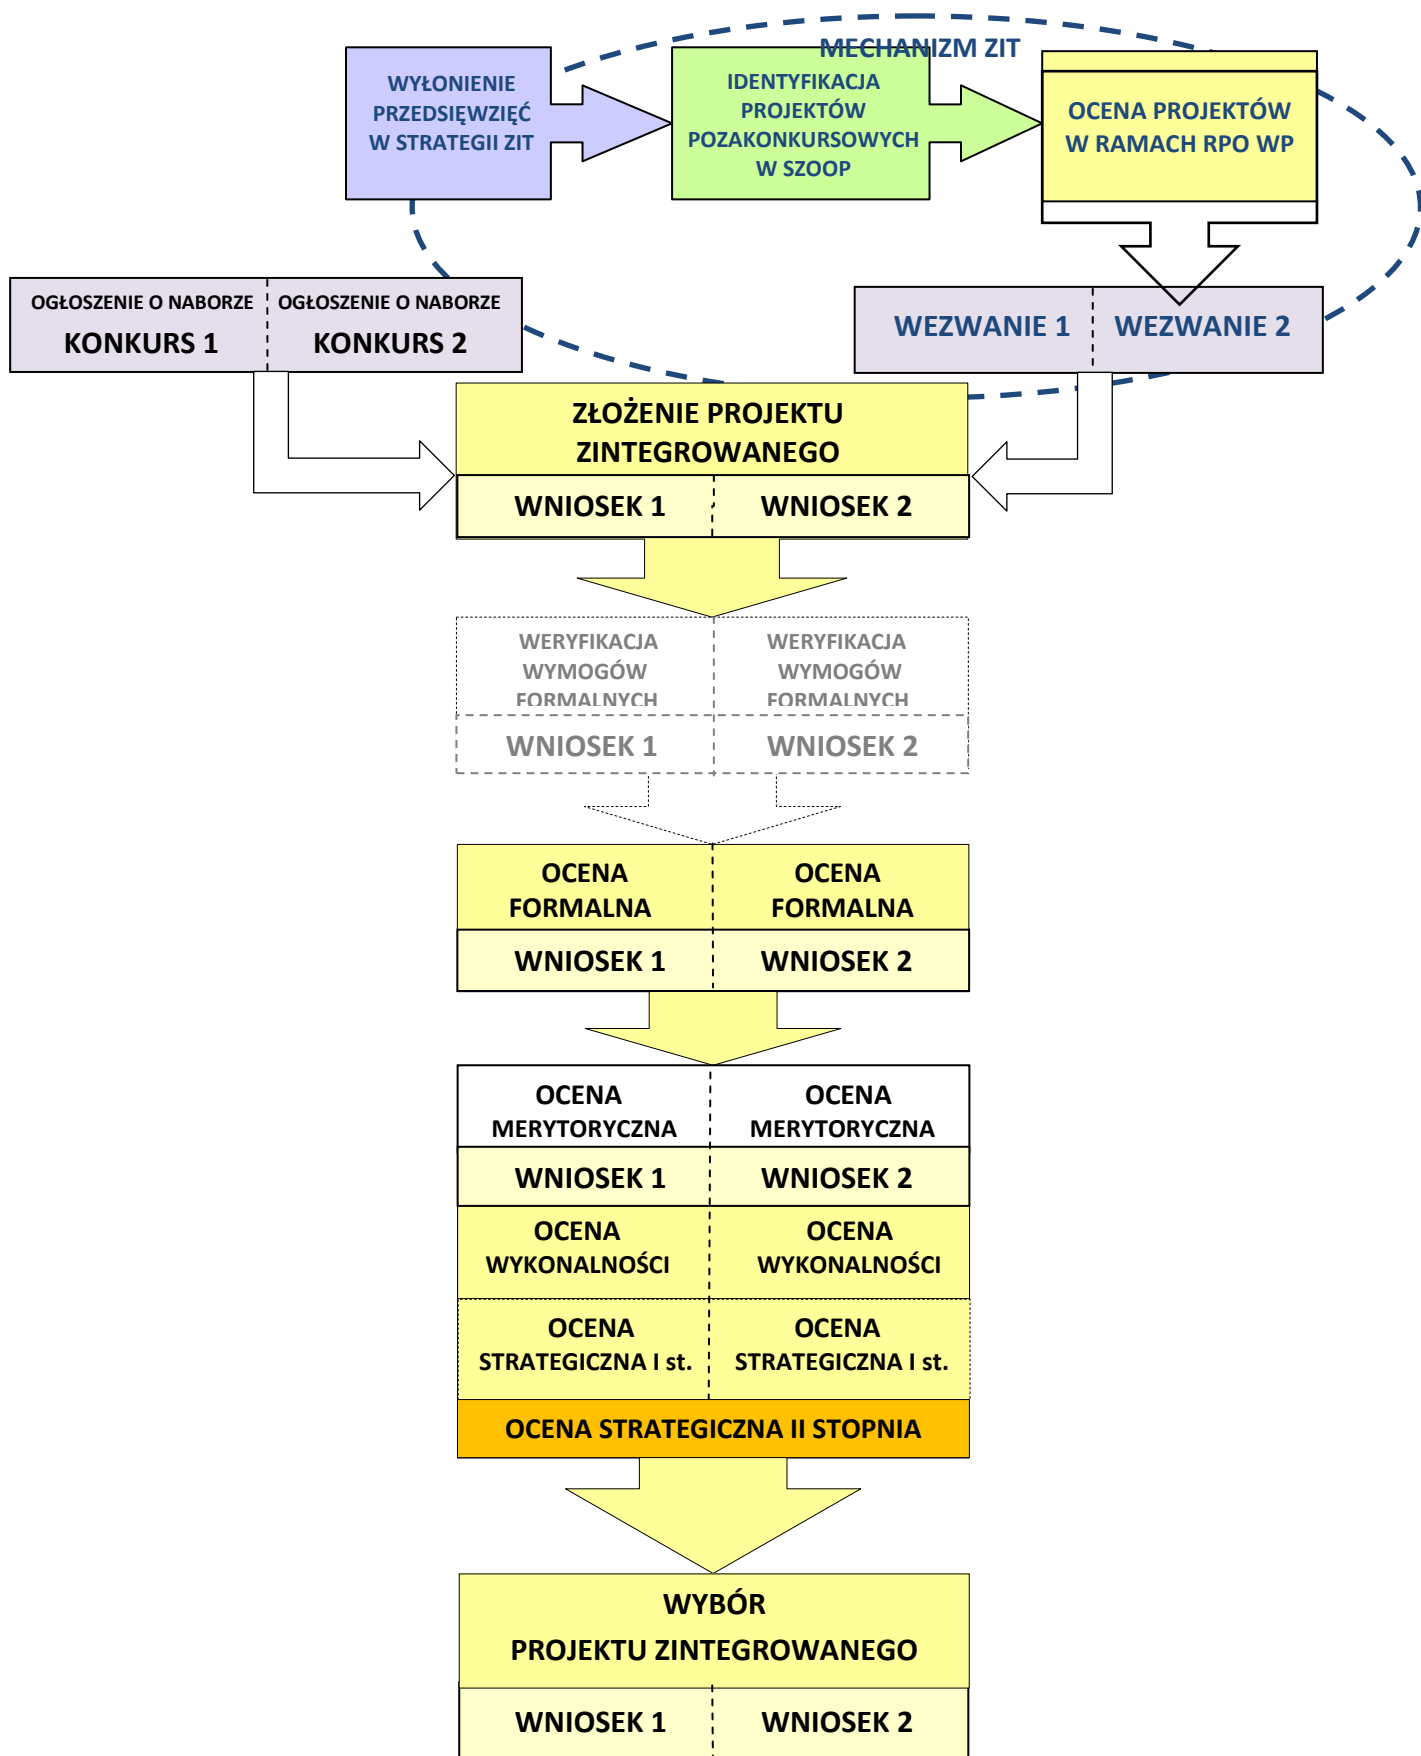 MECHANIZM ZIT
WYŁONIENIE
PRZEDSIĘWZIĘĆ
W STRATEGII ZIT
IDENTYFIKACJA
PROJEKTÓW
POZAKONKURSOWYCH
W SZOOP
OCENA PROJEKTÓW
W RAMACH RPO WP
OGŁOSZENIE O NABORZE
KONKURS 1
OGŁOSZENIE O NABORZE
KONKURS 2
WEZWANIE 1
WEZWANIE 2
ZŁOŻENIE PROJEKTU
ZINTEGROWANEGO
WNIOSEK 1
WNIOSEK 2
WERYFIKACJA
WYMOGÓW
FORMALNYCH
WERYFIKACJA
WYMOGÓW
FORMALNYCH
WNIOSEK 1
WNIOSEK 2
OCENA
FORMALNA
OCENA
FORMALNA
WNIOSEK 1
WNIOSEK 2
OCENA
MERYTORYCZNA
OCENA
MERYTORYCZNA
WNIOSEK 1
WNIOSEK 2
OCENA
WYKONALNOŚCI
OCENA
WYKONALNOŚCI
OCENA
STRATEGICZNA I st.
OCENA
STRATEGICZNA I st.
OCENA STRATEGICZNA II STOPNIA
WYBÓR
PROJEKTU ZINTEGROWANEGO
WNIOSEK 1
WNIOSEK 2